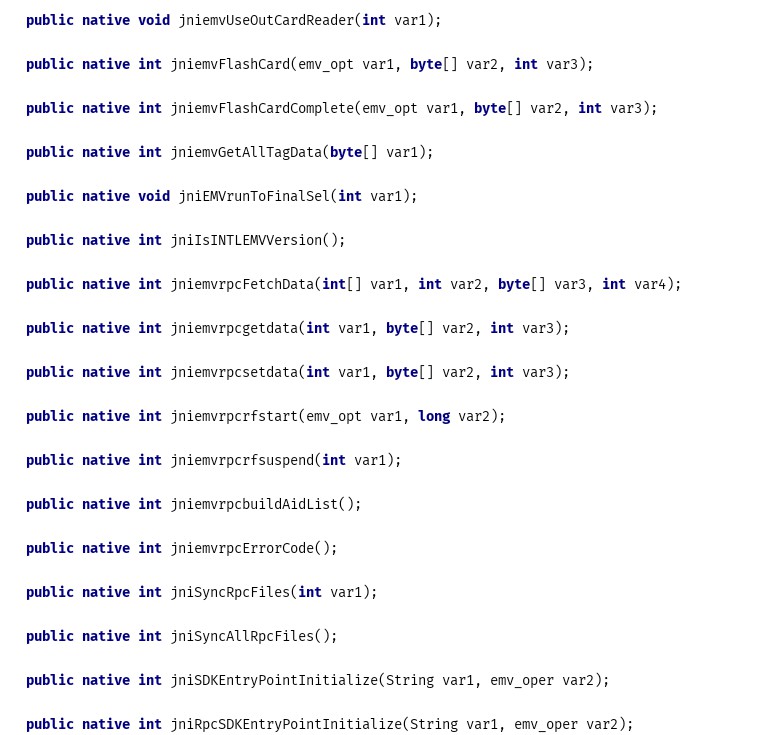 public native void jniemvUseOutCardReader(int var1);
public native int jniemvFlashCard(emv_opt var1, byte[] var2, int var3);
public native int jniemvFlashCardComplete(emv_opt var1, byte[] var2, int var3);
public native int jniemvGetAllTagData(byte[] var1);
public native void jniEMVrunToFinalSel(int var1);
public native int jniIsINTLEMVVersion();
public native int jniemvrpcFetchData(int[] var1, int var2, byte[] var3, int var4);
public native int jniemvrpcgetdata(int var1, byte[] var2, int var3);
public native int jniemvrpcsetdata(int var1, byte[] var2, int var3);
public native int jniemvrpcrfstart(emv_opt var1, long var2);
public native int jniemvrpcrfsuspend(int var1);
public native int jniemvrpcbuildAidList();
public native int jniemvrpcErrorCode();
public native int jniSyncRpcFiles(int var1);
public native int jniSyncAllRpcFiles();
public native int jniSDKEntryPointInitialize(String var1, emv_oper var2);
public native int jniRpcSDKEntryPointInitialize(String var1, emv_oper var2);